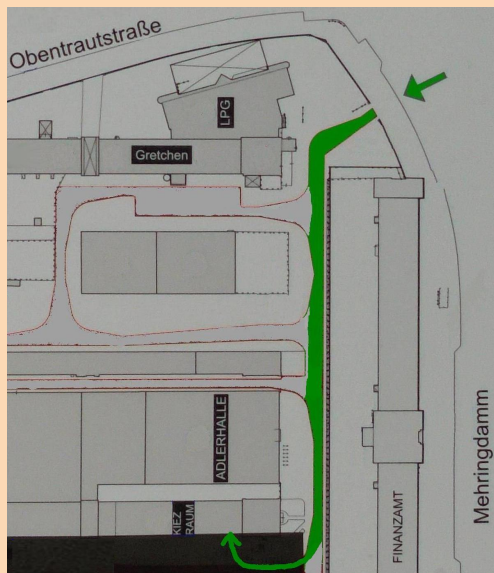 Obentrautstraße
LPG
Gretchen
ADLERHALLE
KIEZ
RAUM
FINANZAMT
Mehringdamm